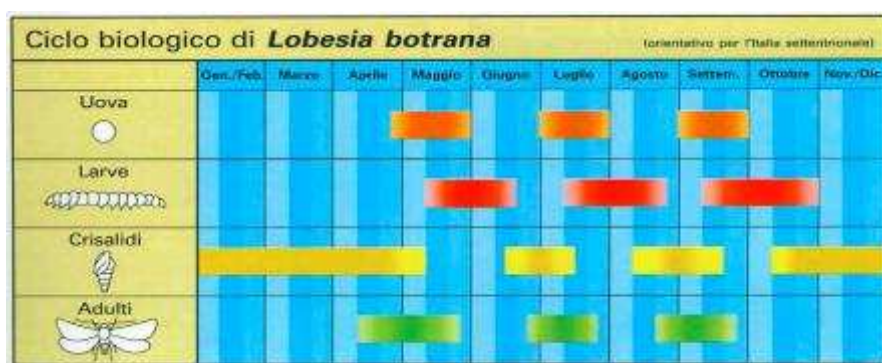 Ciclo biologico di Lobesia botrana (orientativo per l'Italia settentrionale)
Gen./Feb. Marzo Aprile Maggio Giugno Luglio Agosto Settem. Ottobre Nov./Dic.
Uova
Larve
Crisalidi
Adulti